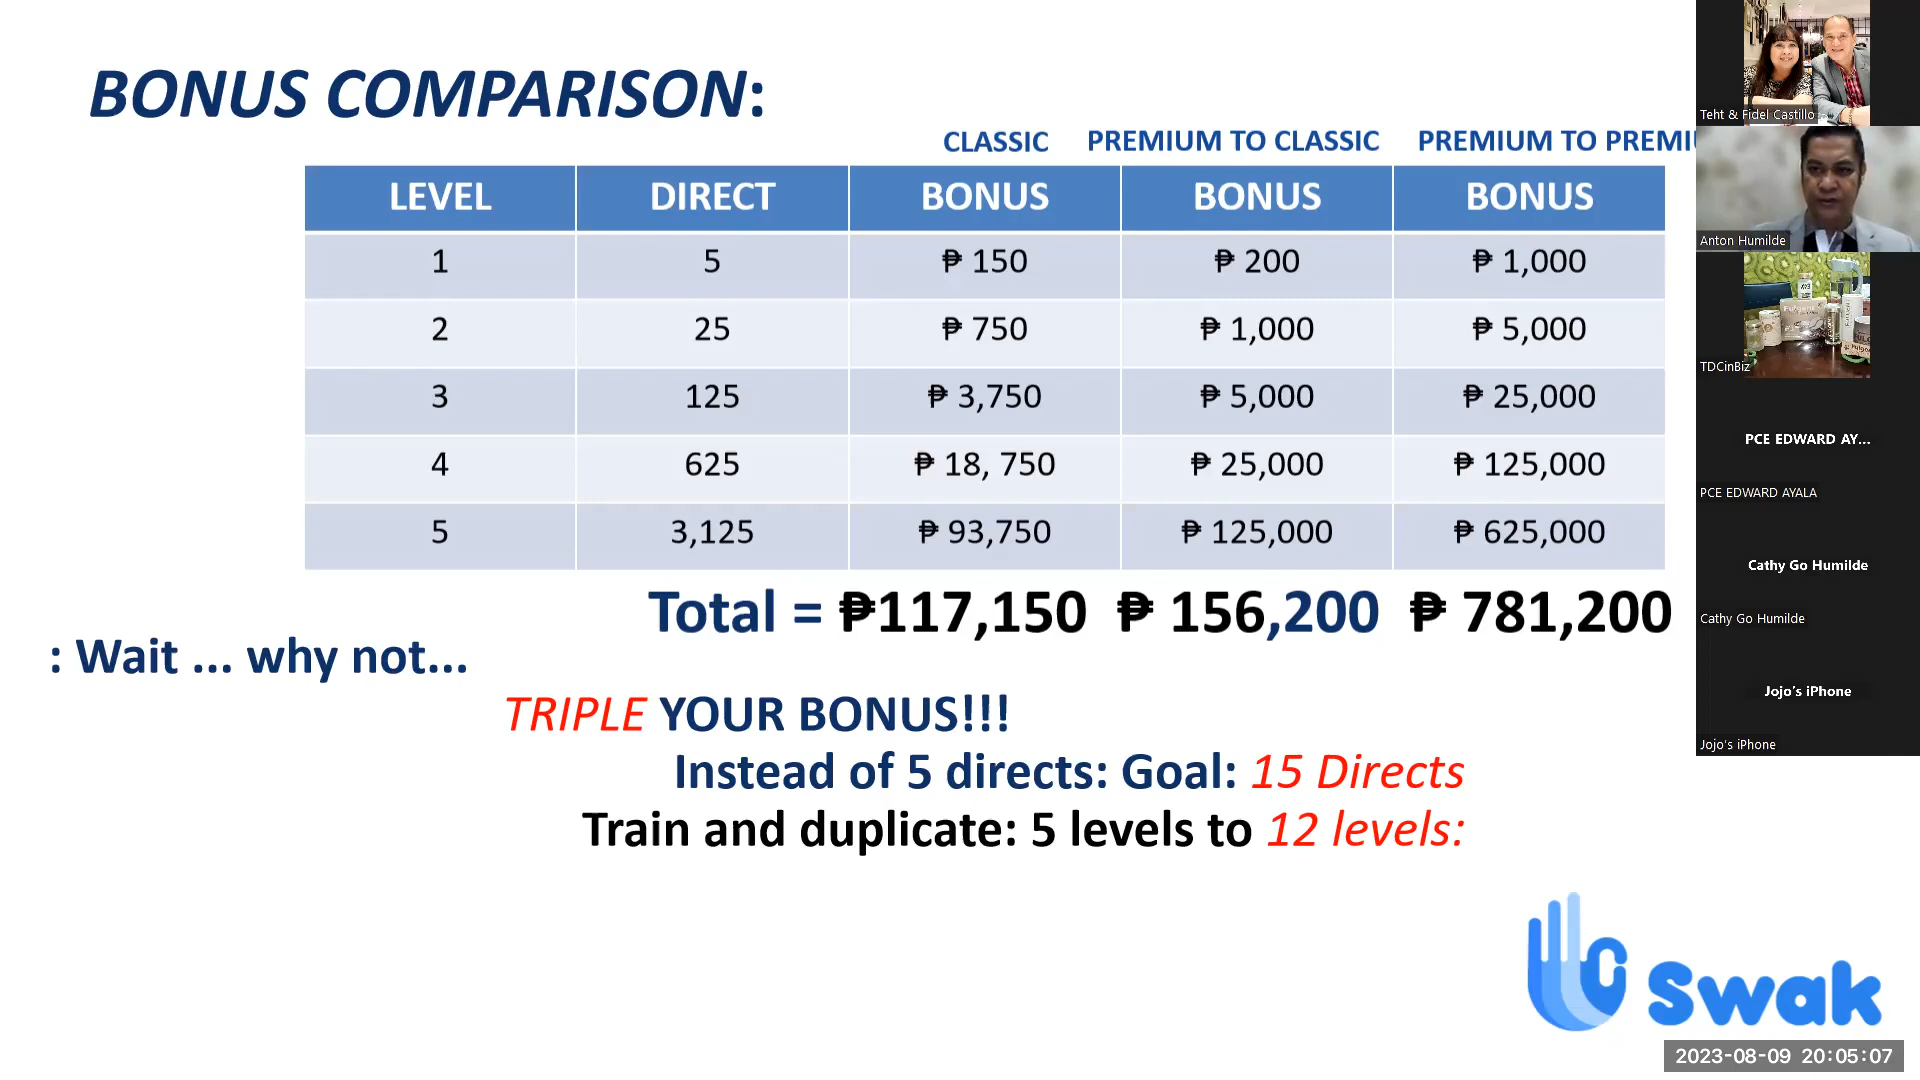 BONUS COMPARISON:
CLASSIC PREMIUM TO CLASSIC PREMIUM TO PREMI
LEVEL DIRECT BONUS BONUS BONUS
1 5 ₱ 150 ₱ 200 ₱ 1,000
2 25 ₱ 750 ₱ 1,000 ₱ 5,000
3 125 ₱ 3,750 ₱ 5,000 ₱ 25,000
4 625 ₱ 18, 750 ₱ 25,000 ₱ 125,000
5 3,125 ₱ 93,750 ₱ 125,000 ₱ 625,000
Total = ₱117,150 ₱ 156,200 ₱ 781,200
: Wait ... why not...
TRIPLE YOUR BONUS!!!
Instead of 5 directs: Goal: 15 Directs
Train and duplicate: 5 levels to 12 levels:
Swak
Teht & Fidel Castillo
Anton Humilde
TDCinBiz
PCE EDWARD AY...
PCE EDWARD AYALA
Cathy Go Humilde
Cathy Go Humilde
Jojo's iPhone
Jojo's iPhone
2023-08-09 20:05:07